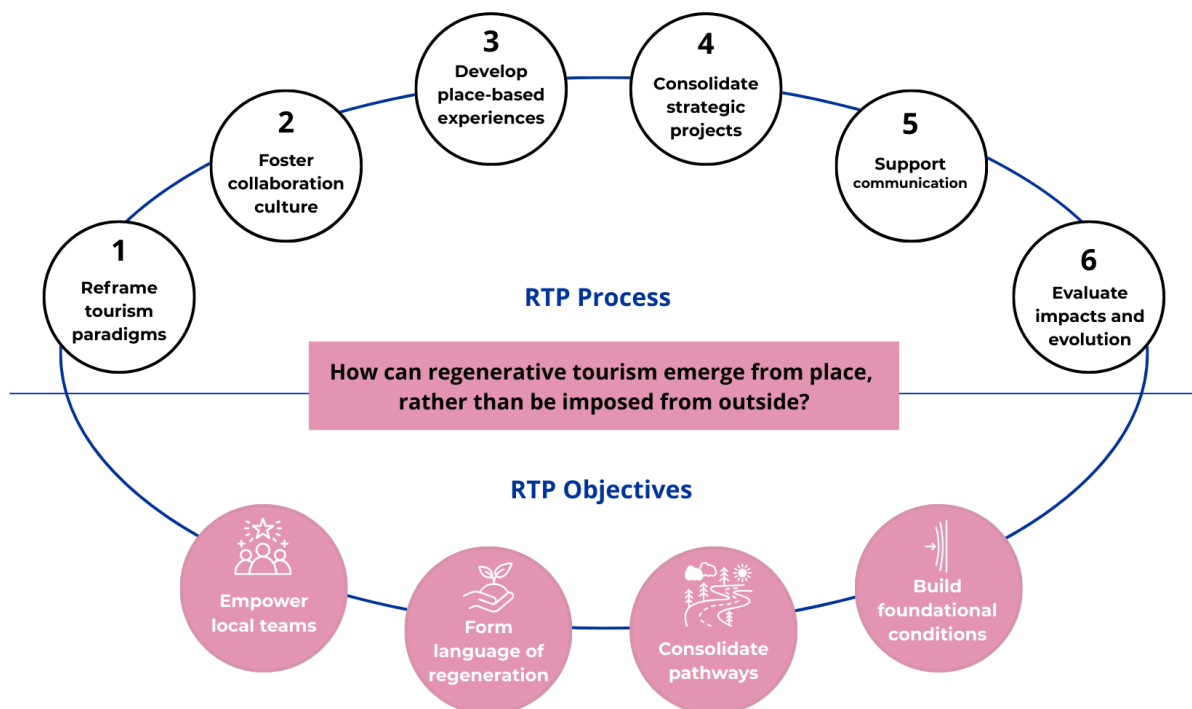 1
Reframe
tourism
paradigms
2
Foster
collaboration
culture
3
Develop
place-based
experiences
4
Consolidate
strategic
projects
5
Support
communication
6
Evaluate
impacts and
evolution
RTP Process
How can regenerative tourism emerge from place,
rather than be imposed from outside?
RTP Objectives
Empower
local teams
Form
language of
regeneration
Consolidate
pathways
Build
foundational
conditions